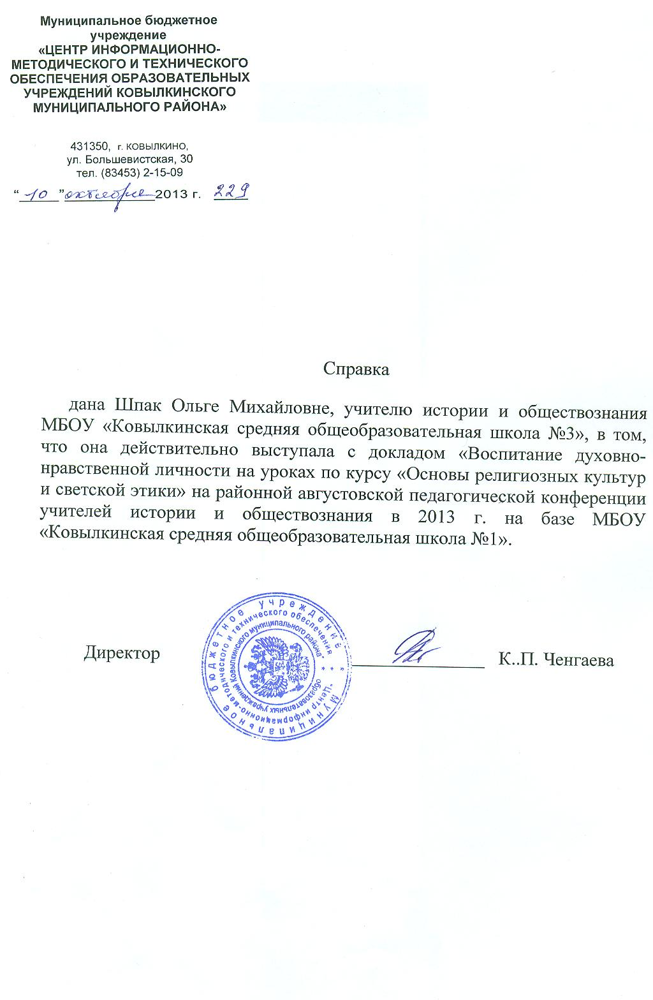 Муниципальное бюджетное
учреждение
«ЦЕНТР ИНФОРМАЦИОННО-
МЕТОДИЧЕСКОГО И ТЕХНИЧЕСКОГО
ОБЕСПЕЧЕНИЯ ОБРАЗОВАТЕЛЬНЫХ
УЧРЕЖДЕНИЙ КОВЫЛКИНСКОГО
МУНИЦИПАЛЬНОГО РАЙОНА»
431350, г. КОВЫЛКИНО,
ул. Большевистская, 30
тел. (83453) 2-15-09
“ 10 ” октября 2013 г. 229
Справка
дана Шпак Ольге Михайловне, учителю истории и обществознания
МБОУ «Ковылкинская средняя общеобразовательная школа №3», в том,
что она действительно выступала с докладом «Воспитание духовно-
нравственной личности на уроках по курсу «Основы религиозных культур
и светской этики» на районной августовской педагогической конференции
учителей истории и обществознания в 2013 г. на базе МБОУ
«Ковылкинская средняя общеобразовательная школа №1».
Директор К..П. Ченгаева
* Муниципальное бюджетное учреждение
* "Центр информационно-методического и технического обеспечения
* образовательных учреждений Ковылкинского муниципального района"